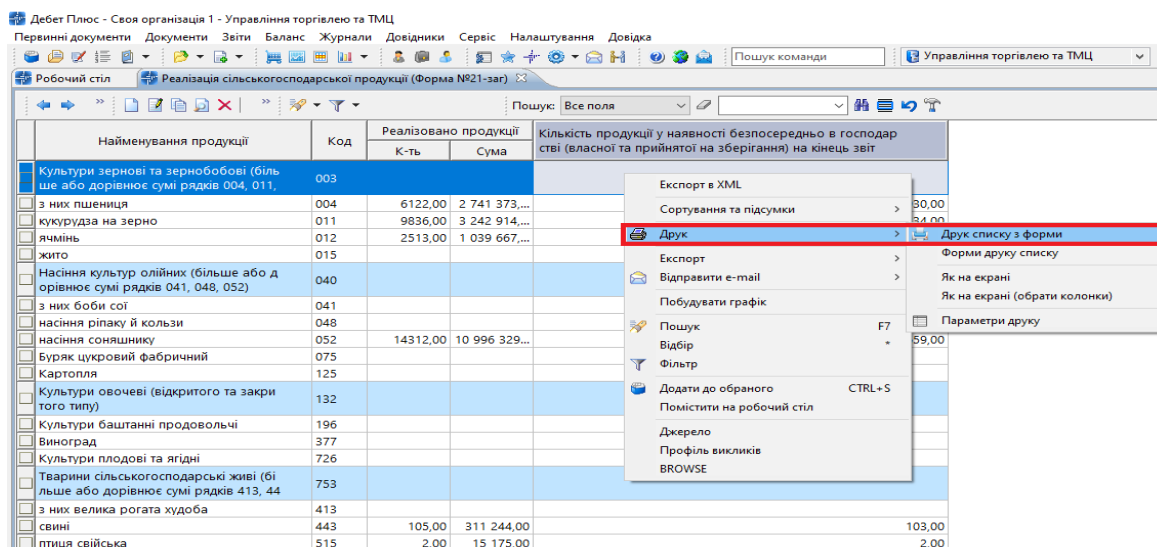 Дебет Плюс - Своя організація 1 - Управління торгівлею та ТМЦ
Первинні документи Документи Звіти Баланс Журнали Довідники Сервіс Налаштування Довідка
Пошук команди Управління торгівлею та ТМЦ
Робочий стіл Реалізація сільськогосподарської продукції (Форма №21-заг)
Пошук: Все поля
Найменування продукції Код Реалізовано продукції Кількість продукції у наявності безпосередньо в господар
К-ть Сума стві (власної та прийнятої на зберігання) на кінець звіт
Культури зернові та зернобобові (біль
ше або дорівнює сумі рядків 004, 011, 003
Експорт в XML
з них пшениця 004 6122,00 2 741 373,... Сортування та підсумки 30,00
кукурудза на зерно 011 9836,00 3 242 914,... 34,00
ячмінь 012 2513,00 1 039 667,... Друк Друк списку з форми
жито 015 Експорт Форми друку списку
Насіння культур олійних (більше або д
орівнює сумі рядків 041, 048, 052) 040 Відправити e-mail Як на екрані
з них боби сої 041 Побудувати графік Як на екрані (обрати колонки)
насіння ріпаку й кользи 048 Пошук F7 Параметри друку
насіння соняшнику 052 14312,00 10 996 329... Відбір * 59,00
Буряк цукровий фабричний 075 Фільтр
Картопля 125
Культури овочеві (відкритого та закри
того типу) 132 Додати до обраного CTRL+S
Помістити на робочий стіл
Культури баштанні продовольчі 196 Джерело
Виноград 377 Профіль викликів
Культури плодові та ягідні 726 BROWSE
Тварини сільськогосподарські живі (бі
льше або дорівнює сумі рядків 413, 44 753
з них велика рогата худоба 413
свині 443 105,00 311 244,00 103,00
птиця свійська 515 2,00 15 175,00 2,00